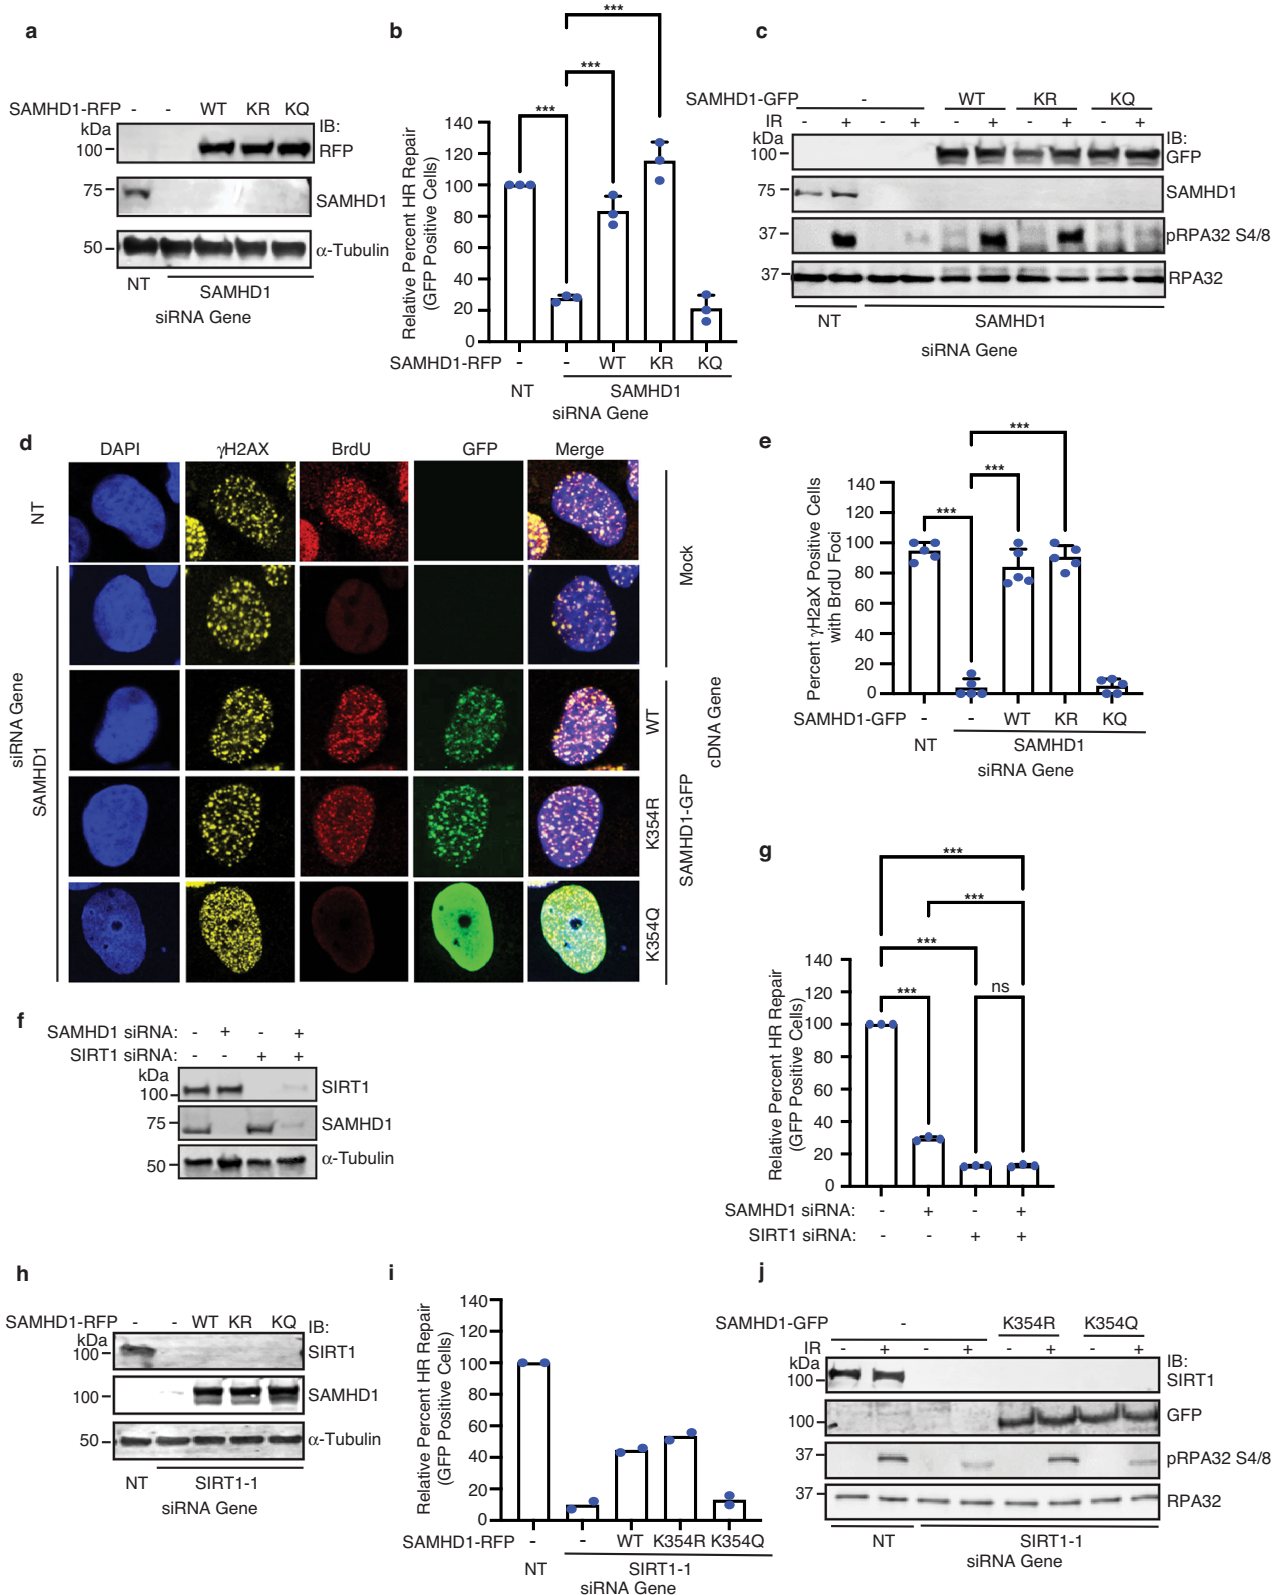 a
SAMHD1-RFP - - WT KR KQ
kDa
IB:
100
RFP
75
SAMHD1
50
α-Tubulin
NT
SAMHD1
siRNA Gene
b
***
***
***
Relative Percent HR Repair
(GFP Positive Cells)
140
120
100
80
60
40
20
0
SAMHD1-RFP - - WT KR KQ
NT
SAMHD1
siRNA Gene
c
SAMHD1-GFP - WT KR KQ
IR - + - + - + - + - +
kDa
IB:
100
GFP
75
SAMHD1
37
pRPA32 S4/8
37
RPA32
NT
SAMHD1
siRNA Gene
d
DAPI γH2AX BrdU GFP Merge
NT
siRNA Gene
SAMHD1
Mock
WT
K354R
K354Q
SAMHD1-GFP
cDNA Gene
e
***
***
***
Percent γH2aX Positive Cells
with BrdU Foci
140
120
100
80
60
40
20
0
SAMHD1-GFP - - WT KR KQ
NT
SAMHD1
siRNA Gene
f
SAMHD1 siRNA: - + - +
SIRT1 siRNA: - - + +
kDa
100
SIRT1
75
SAMHD1
50
α-Tubulin
g
***
***
***
***
ns
Relative Percent HR Repair
(GFP Positive Cells)
140
120
100
80
60
40
20
0
SAMHD1 siRNA: - + - +
SIRT1 siRNA: - - + +
h
SAMHD1-RFP - - WT KR KQ
kDa
IB:
100
SIRT1
100
SAMHD1
50
α-Tubulin
NT
SIRT1-1
siRNA Gene
i
Relative Percent HR Repair
(GFP Positive Cells)
140
120
100
80
60
40
20
0
SAMHD1-RFP - - WT K354R K354Q
NT
SIRT1-1
siRNA Gene
j
SAMHD1-GFP - K354R K354Q
IR - + - + - + - +
kDa
IB:
100
SIRT1
100
GFP
37
pRPA32 S4/8
37
RPA32
NT
SIRT1-1
siRNA Gene